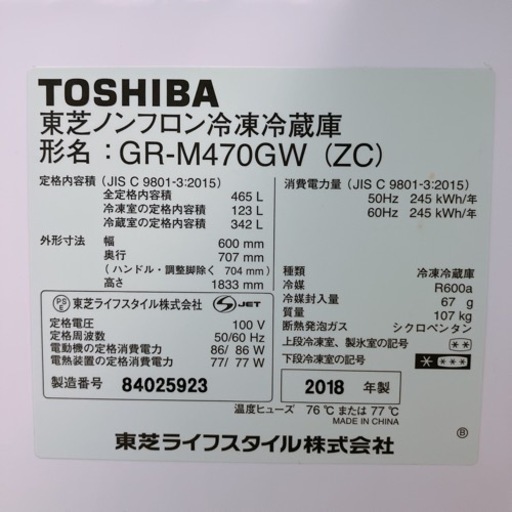 TOSHIBA
東芝ノンフロン冷凍冷蔵庫
形名：GR-M470GW（ZC）
定格内容積（JIS C 9801-3:2015）
全定格内容積 465 L
冷凍室の定格内容積 123 L
冷蔵室の定格内容積 342 L
外形寸法 幅 600 mm
奥行 707 mm
（ハンドル・調整脚除く 704 mm）
高さ 1833 mm
消費電力量（JIS C 9801-3:2015）
50Hz 245 kWh/年
60Hz 245 kWh/年
種類 冷凍冷蔵庫
冷媒 R600a
冷媒封入量 67 g
質量 107 kg
断熱発泡ガス シクロペンタン
上段冷凍室、製氷室の記号 **
下段冷凍室の記号 ****
PS E 東芝ライフスタイル株式会社 JET
定格電圧 100 V
定格周波数 50/60 Hz
電動機の定格消費電力 86/ 86 W
電熱装置の定格消費電力 77/ 77 W
製造番号 84025923
2018 年製
温度ヒューズ 76 ℃ または 77 ℃
MADE IN CHINA
東芝ライフスタイル株式会社
Ⓑ